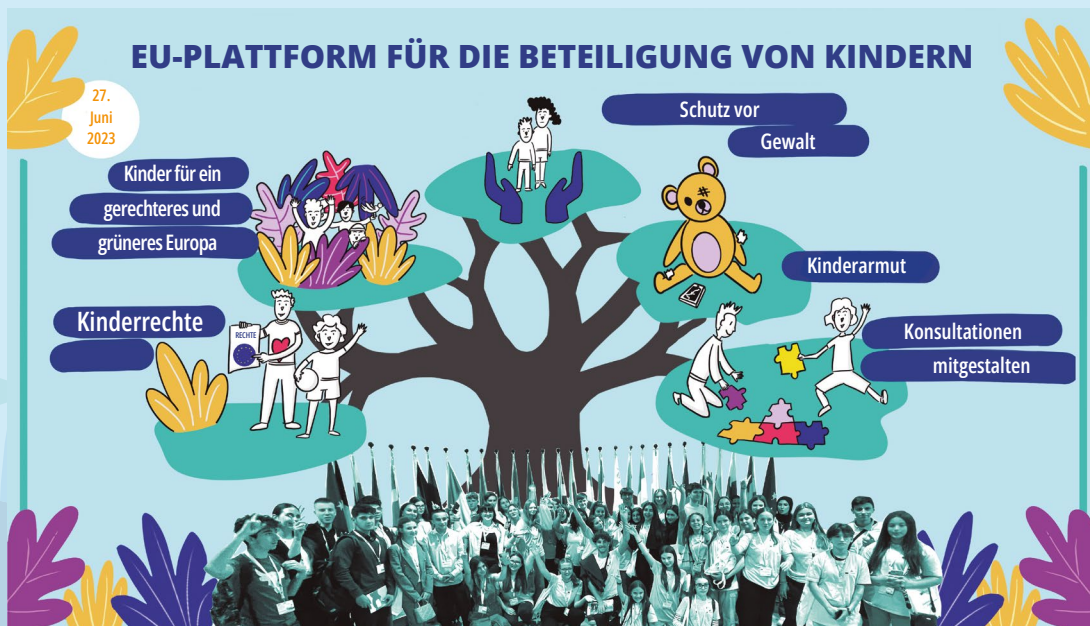 EU-PLATTFORM FÜR DIE BETEILIGUNG VON KINDERN
27.
Juni
2023
Schutz vor
Gewalt
Kinder für ein
gerechteres und
grüneres Europa
Kinderarmut
Kinderrechte
RECHTE
Konsultationen
mitgestalten